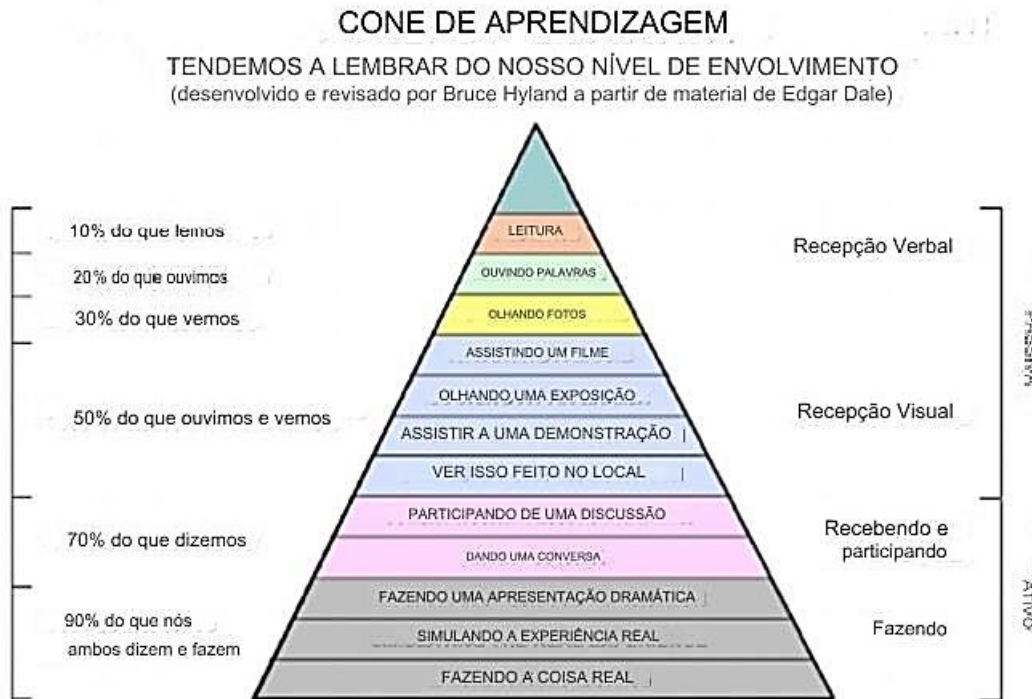 CONE DE APRENDIZAGEM
TENDEMOS A LEMBRAR DO NOSSO NÍVEL DE ENVOLVIMENTO
(desenvolvido e revisado por Bruce Hyland a partir de material de Edgar Dale)
10% do que lemos
LEITURA
Recepção Verbal
20% do que ouvimos
OUVINDO PALAVRAS
30% do que vemos
OLHANDO FOTOS
ASSISTINDO UM FILME
50% do que ouvimos e vemos
OLHANDO UMA EXPOSIÇÃO
Recepção Visual
ASSISTIR A UMA DEMONSTRAÇÃO
VER ISSO FEITO NO LOCAL
PARTICIPANDO DE UMA DISCUSSÃO
70% do que dizemos
Recebendo e
participando
DANDO UMA CONVERSA
FAZENDO UMA APRESENTAÇÃO DRAMÁTICA
90% do que nós
ambos dizem e fazem
SIMULANDO A EXPERIÊNCIA REAL
Fazendo
FAZENDO A COISA REAL
ATIVO